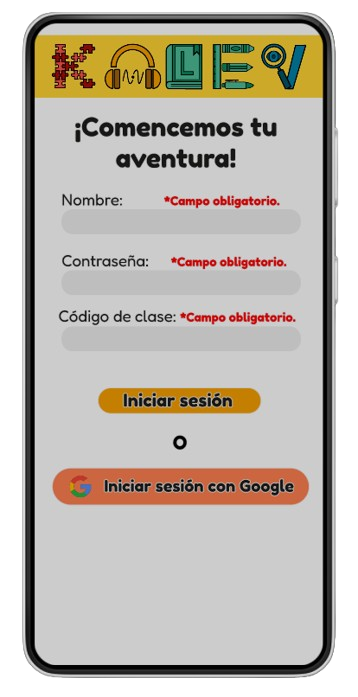 KOLEV
¡Comencemos tu
aventura!
Nombre: *Campo obligatorio.
Contraseña: *Campo obligatorio.
Código de clase: *Campo obligatorio.
Iniciar sesión
O
Iniciar sesión con Google